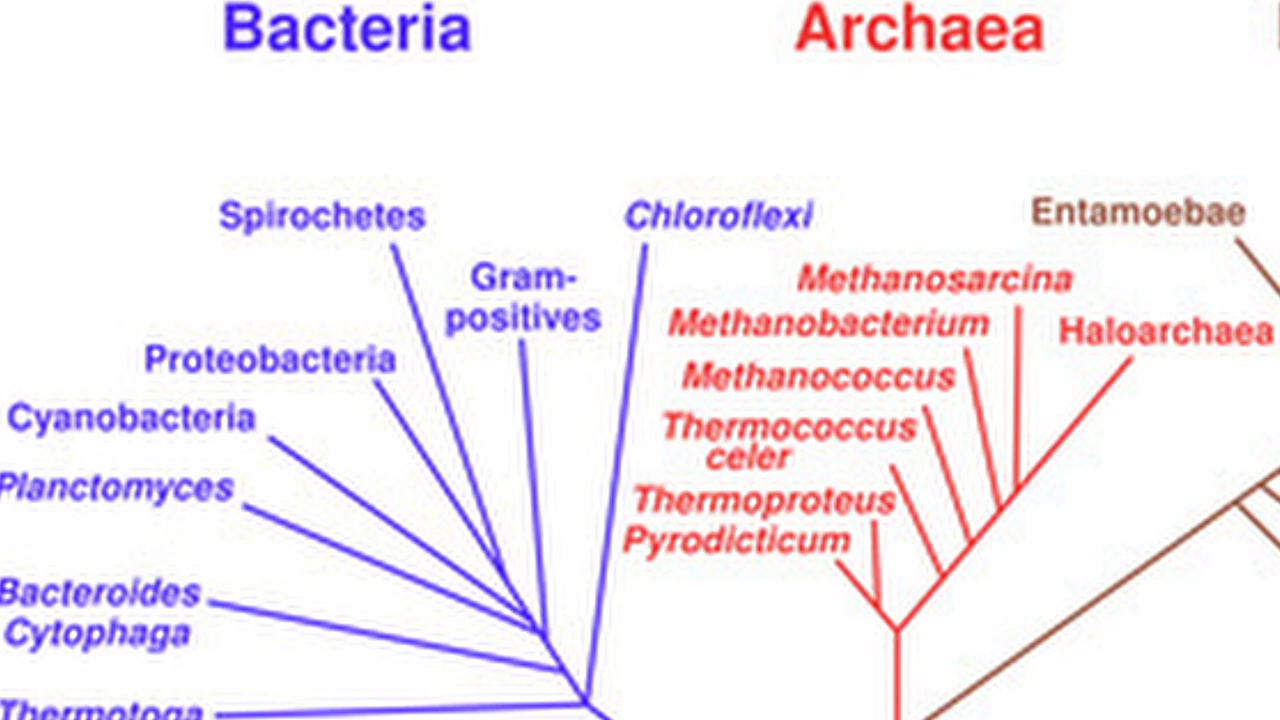 Bacteria
Archaea
Spirochetes
Chloroflexi
Entamoebae
Gram-
positives
Methanosarcina
Methanobacterium
Haloarchaea
Proteobacteria
Methanococcus
Cyanobacteria
Thermococcus
celer
Planctomyces
Thermoproteus
Pyrodicticum
Bacteroides
Cytophaga
Thermotoga